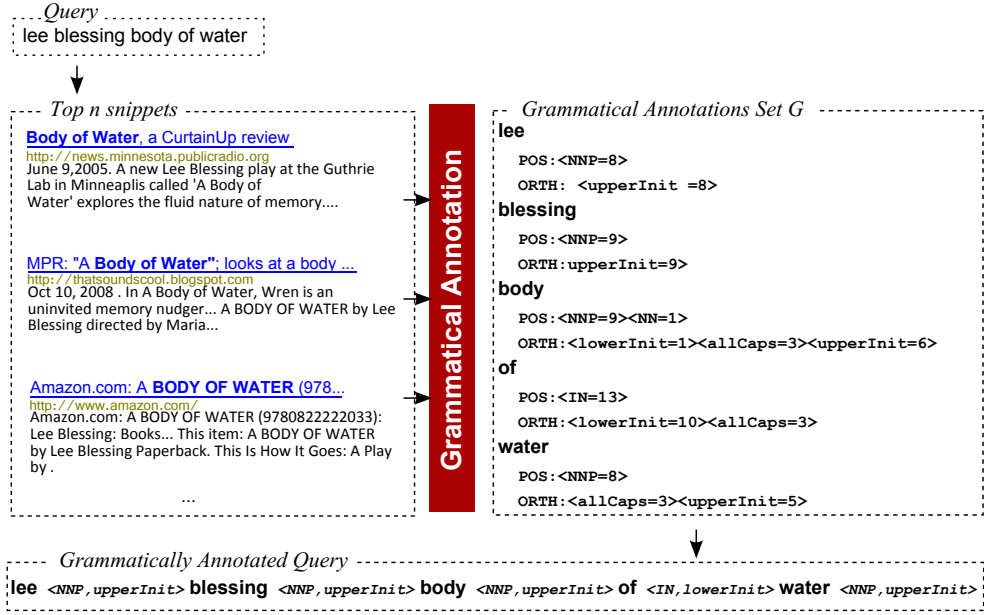 Query
lee blessing body of water
Top n snippets
Body of Water, a CurtainUp review
http://news.minnesota.publicradio.org
June 9,2005. A new Lee Blessing play at the Guthrie
Lab in Minneaplis called 'A Body of
Water' explores the fluid nature of memory....
MPR: "A Body of Water"; looks at a body ...
http://thatsoundscool.blogspot.com
Oct 10, 2008 . In A Body of Water, Wren is an
uninvited memory nudger... A BODY OF WATER by Lee
Blessing directed by Maria...
Amazon.com: A BODY OF WATER (978...
http://www.amazon.com/
Amazon.com: A BODY OF WATER (9780822222033):
Lee Blessing: Books... This item: A BODY OF WATER
by Lee Blessing Paperback. This Is How It Goes: A Play
by .
...
Grammatical Annotation
Grammatical Annotations Set G
lee
POS:<NNP=8>
ORTH: <upperInit =8>
blessing
POS:<NNP=9>
ORTH:upperInit=9>
body
POS:<NNP=9><NN=1>
ORTH:<lowerInit=1><allCaps=3><upperInit=6>
of
POS:<IN=13>
ORTH:<lowerInit=10><allCaps=3>
water
POS:<NNP=8>
ORTH:<allCaps=3><upperInit=5>
Grammatically Annotated Query
lee <NNP,upperInit> blessing <NNP,upperInit> body <NNP,upperInit> of <IN,lowerInit> water <NNP,upperInit>